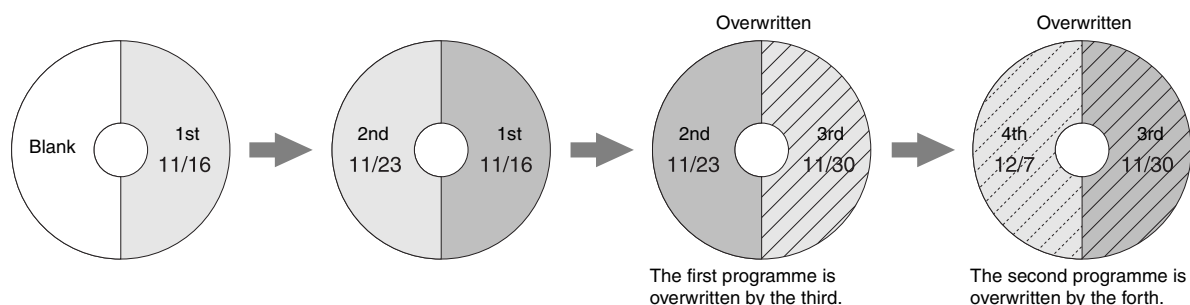 Overwritten
Overwritten
Blank
1st
11/16
2nd
11/23
1st
11/16
2nd
11/23
3rd
11/30
4th
12/7
3rd
11/30
The first programme is
overwritten by the third.
The second programme is
overwritten by the forth.